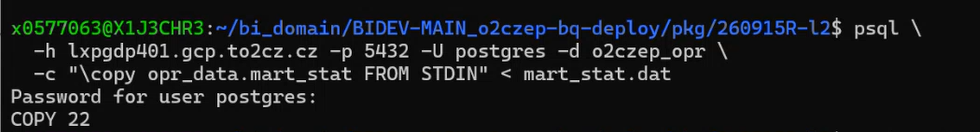 x0577063@X1J3CHR3:~/bi_domain/BIDEV-MAIN_o2czep-bq-deploy/pkg/260915R-l2$ psql \
  -h lxpgdp401.gcp.to2cz.cz -p 5432 -U postgres -d o2czep_opr \
  -c "\copy opr_data.mart_stat FROM STDIN" < mart_stat.dat
Password for user postgres:
COPY 22